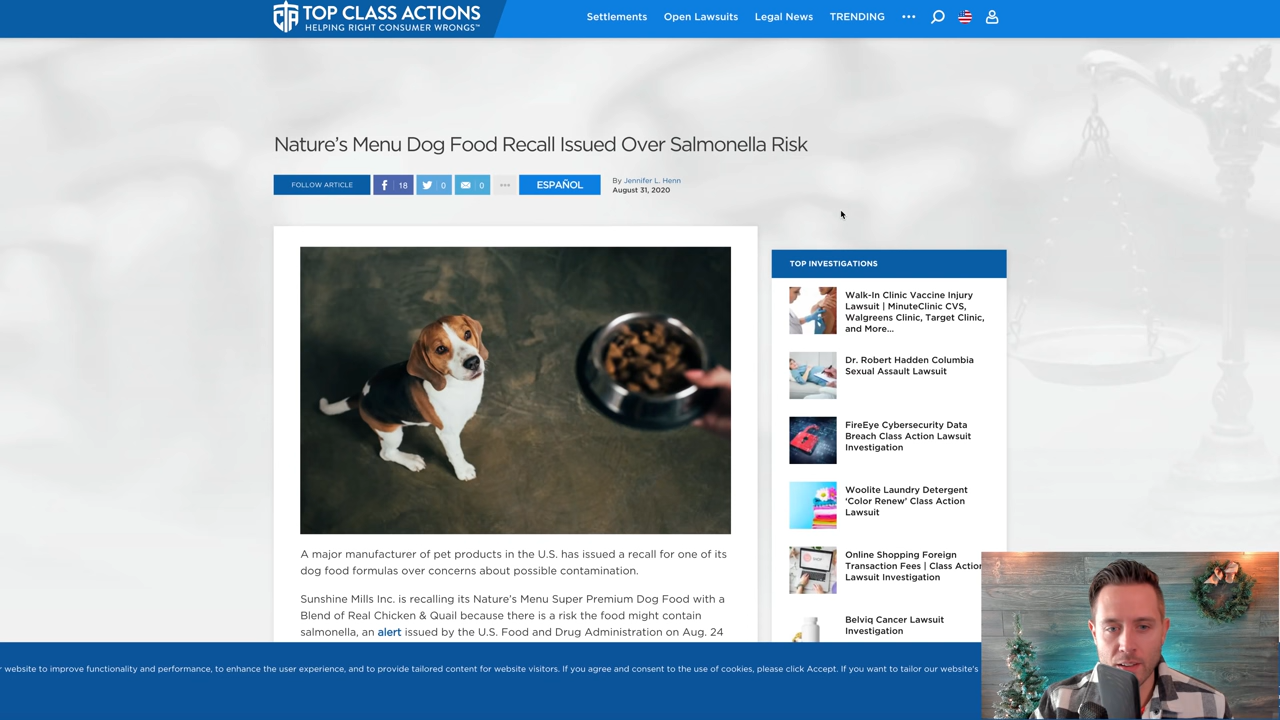 TOP CLASS ACTIONS
HELPING RIGHT CONSUMER WRONGS™
Settlements
Open Lawsuits
Legal News
TRENDING
Nature's Menu Dog Food Recall Issued Over Salmonella Risk
FOLLOW ARTICLE
18
0
0
ESPAÑOL
By Jennifer L. Henn
August 31, 2020
A major manufacturer of pet products in the U.S. has issued a recall for one of its
dog food formulas over concerns about possible contamination.
Sunshine Mills Inc. is recalling its Nature's Menu Super Premium Dog Food with a
Blend of Real Chicken & Quail because there is a risk the food might contain
salmonella, an alert issued by the U.S. Food and Drug Administration on Aug. 24
TOP INVESTIGATIONS
Walk-In Clinic Vaccine Injury
Lawsuit | MinuteClinic CVS,
Walgreens Clinic, Target Clinic,
and More...
Dr. Robert Hadden Columbia
Sexual Assault Lawsuit
FireEye Cybersecurity Data
Breach Class Action Lawsuit
Investigation
Woolite Laundry Detergent
'Color Renew' Class Action
Lawsuit
Online Shopping Foreign
Transaction Fees | Class Action
Lawsuit Investigation
Belviq Cancer Lawsuit
Investigation
website to improve functionality and performance, to enhance the user experience, and to provide tailored content for website visitors. If you agree and consent to the use of cookies, please click Accept. If you want to tailor our website's